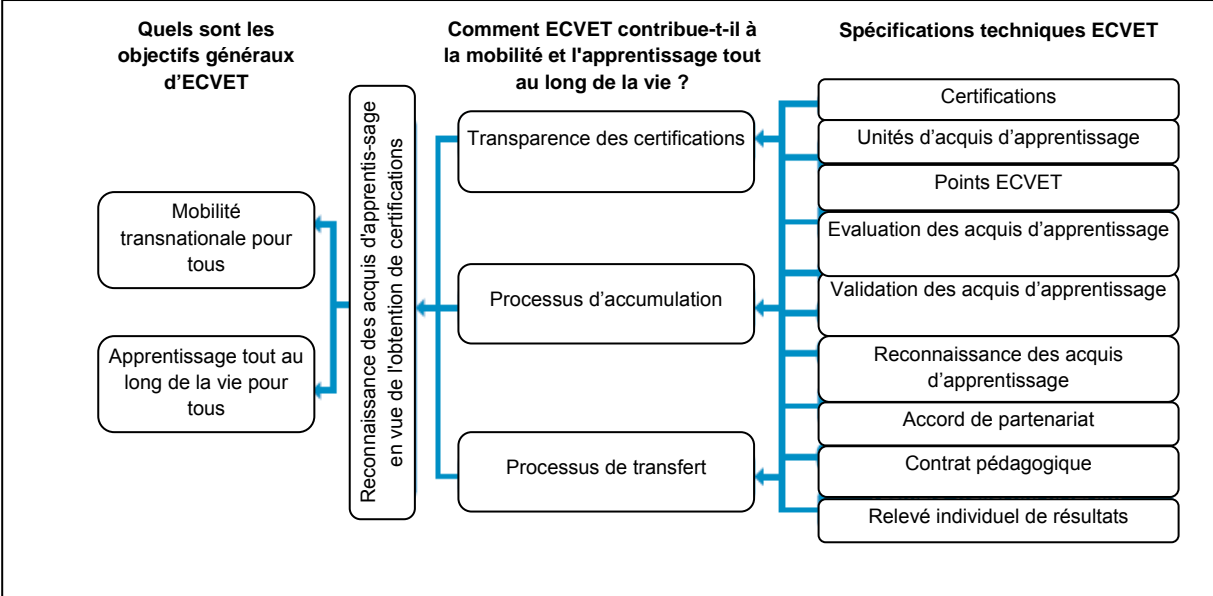 Quels sont les
objectifs généraux
d’ECVET
Mobilité
transnationale pour
tous
Apprentissage tout au
long de la vie pour
tous
Reconnaissance des acquis d'apprentis-sage
en vue de l'obtention de certifications
Comment ECVET contribue-t-il à
la mobilité et l'apprentissage tout
au long de la vie ?
Transparence des certifications
Processus d’accumulation
Processus de transfert
Spécifications techniques ECVET
Certifications
Unités d’acquis d’apprentissage
Points ECVET
Evaluation des acquis d’apprentissage
Validation des acquis d’apprentissage
Reconnaissance des acquis
d’apprentissage
Accord de partenariat
Contrat pédagogique
Relevé individuel de résultats